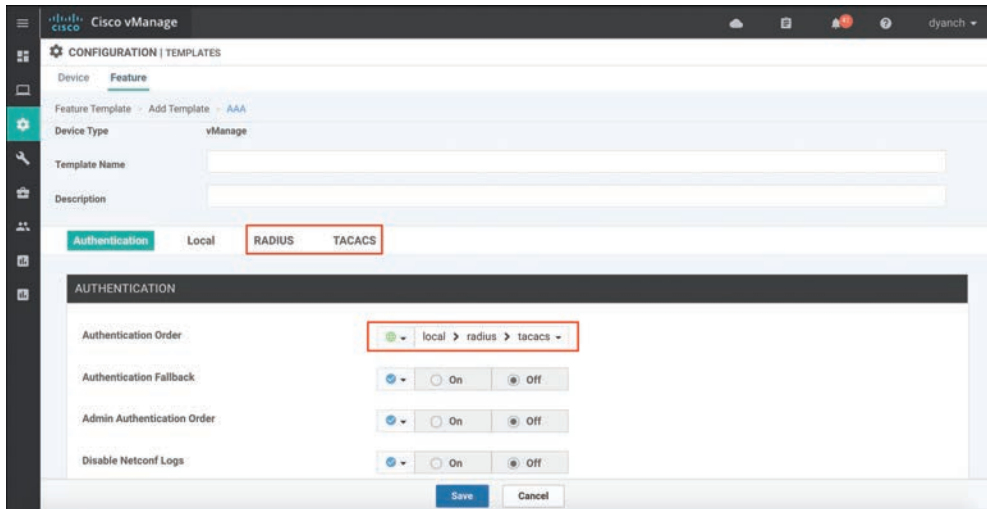 cisco Cisco vManage dyanch
CONFIGURATION | TEMPLATES
Device Feature
Feature Template Add Template AAA
Device Type vManage
Template Name
Description
Authentication Local RADIUS TACACS
AUTHENTICATION
Authentication Order local > radius > tacacs
Authentication Fallback On Off
Admin Authentication Order On Off
Disable Netconf Logs On Off
Save Cancel